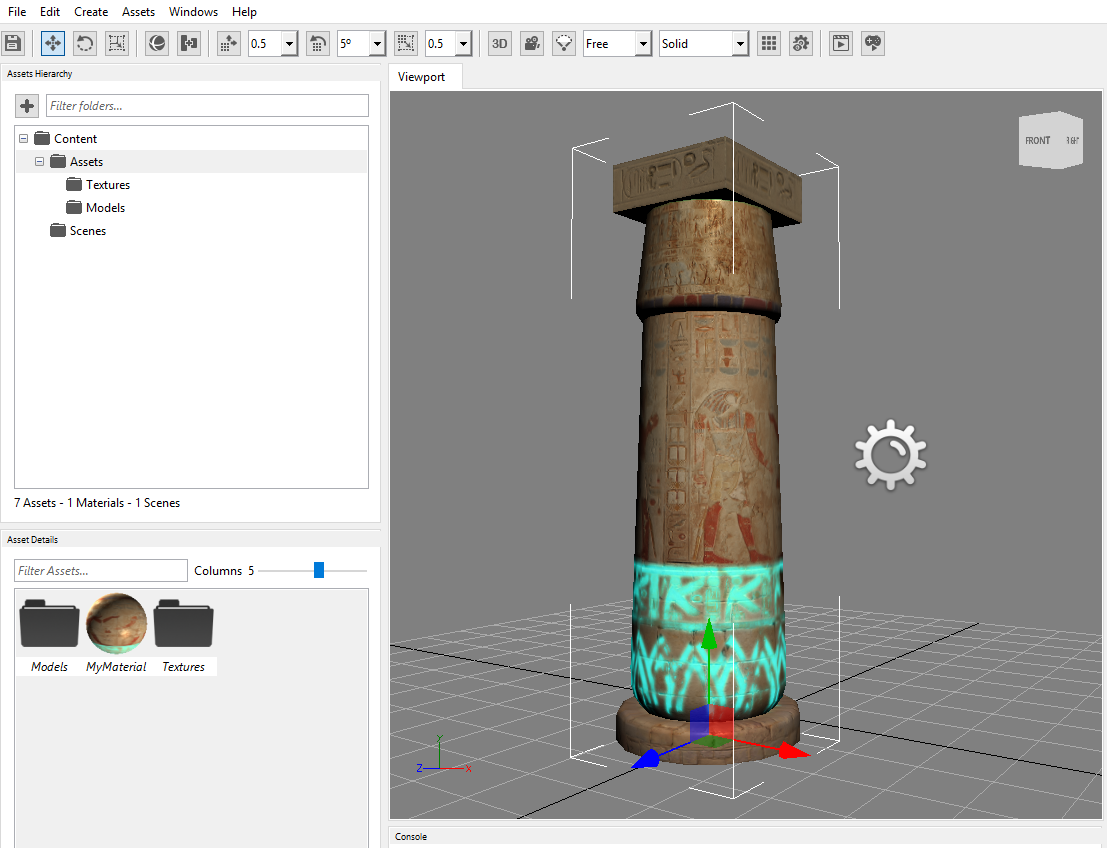 File Edit Create Assets Windows Help
0.5 5º 0.5 3D Free Solid
Assets Hierarchy
Filter folders...
Content
Assets
Textures
Models
Scenes
7 Assets - 1 Materials - 1 Scenes
Asset Details
Filter Assets... Columns 5
Models MyMaterial Textures
Viewport
FRONT RIGHT
Y
Z X
Console